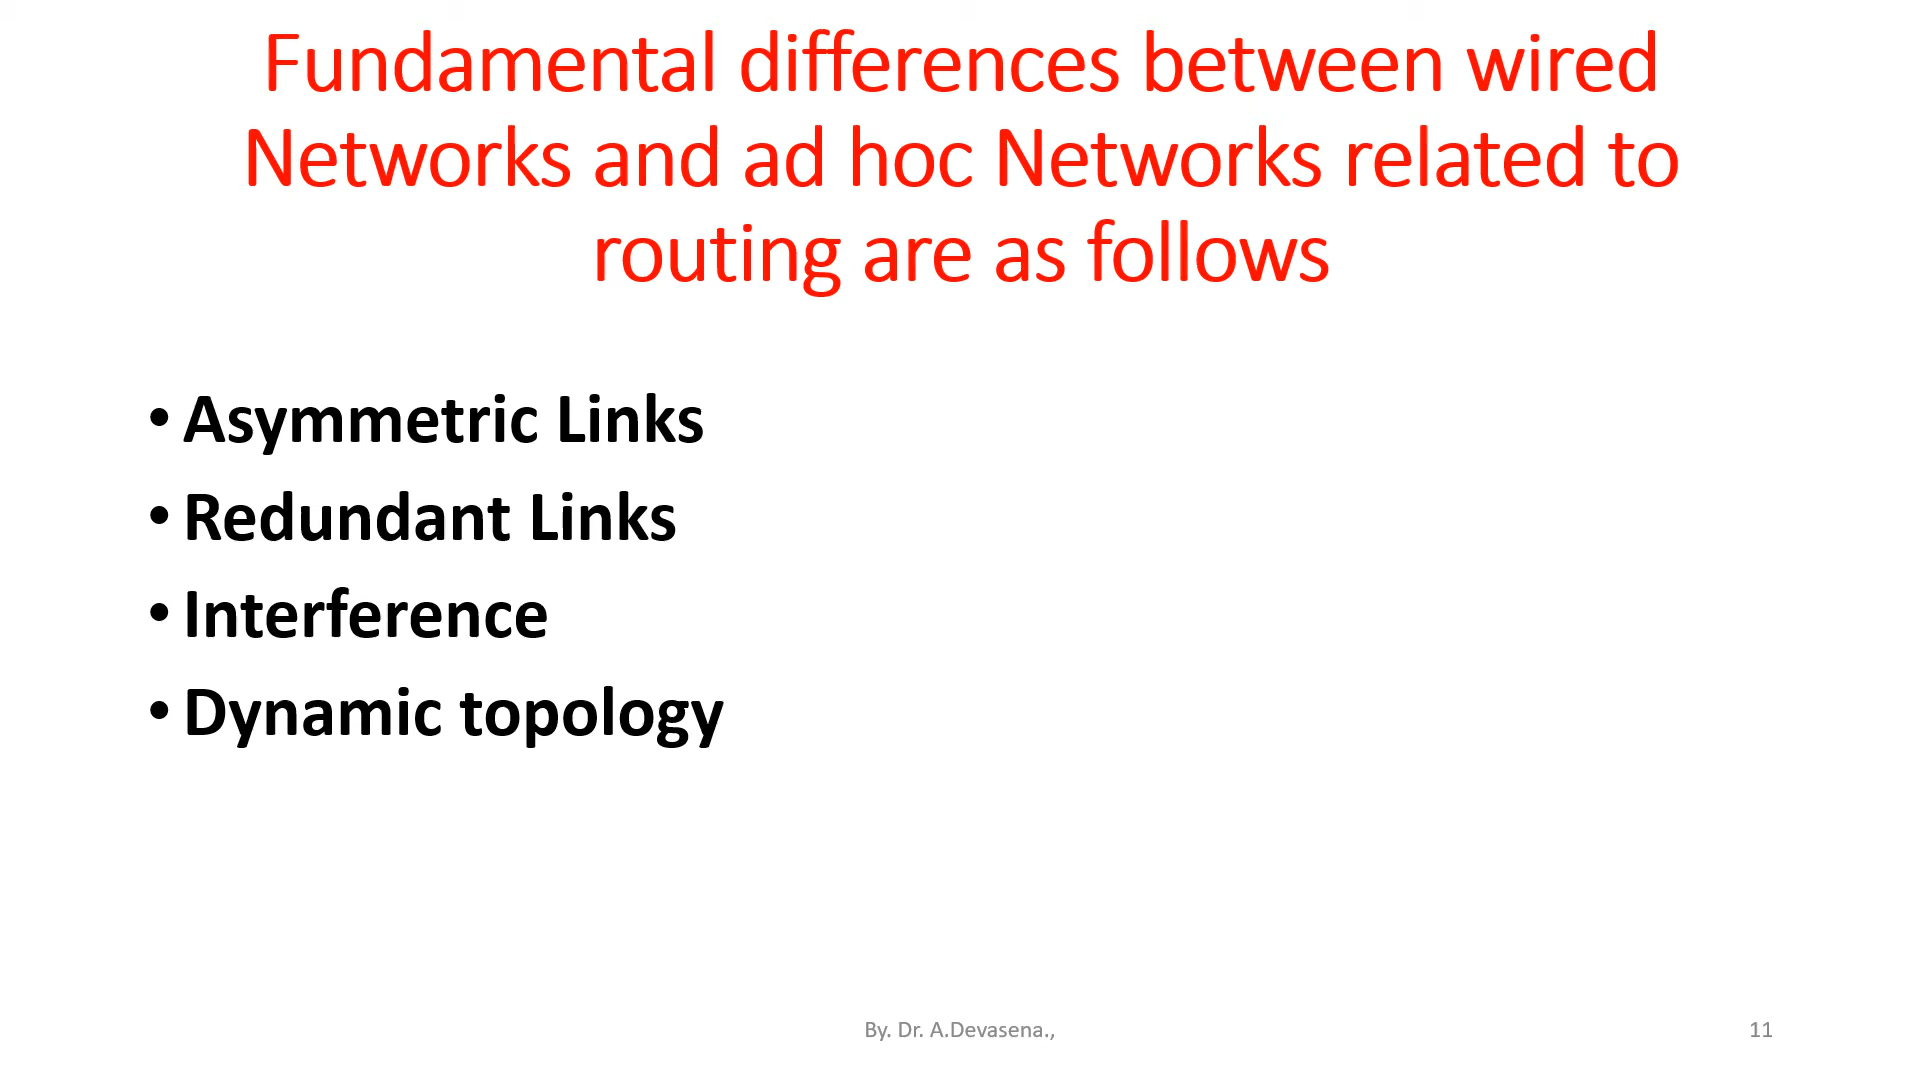 Fundamental differences between wired
Networks and ad hoc Networks related to
routing are as follows
• Asymmetric Links
• Redundant Links
• Interference
• Dynamic topology
By. Dr. A.Devasena.,
11